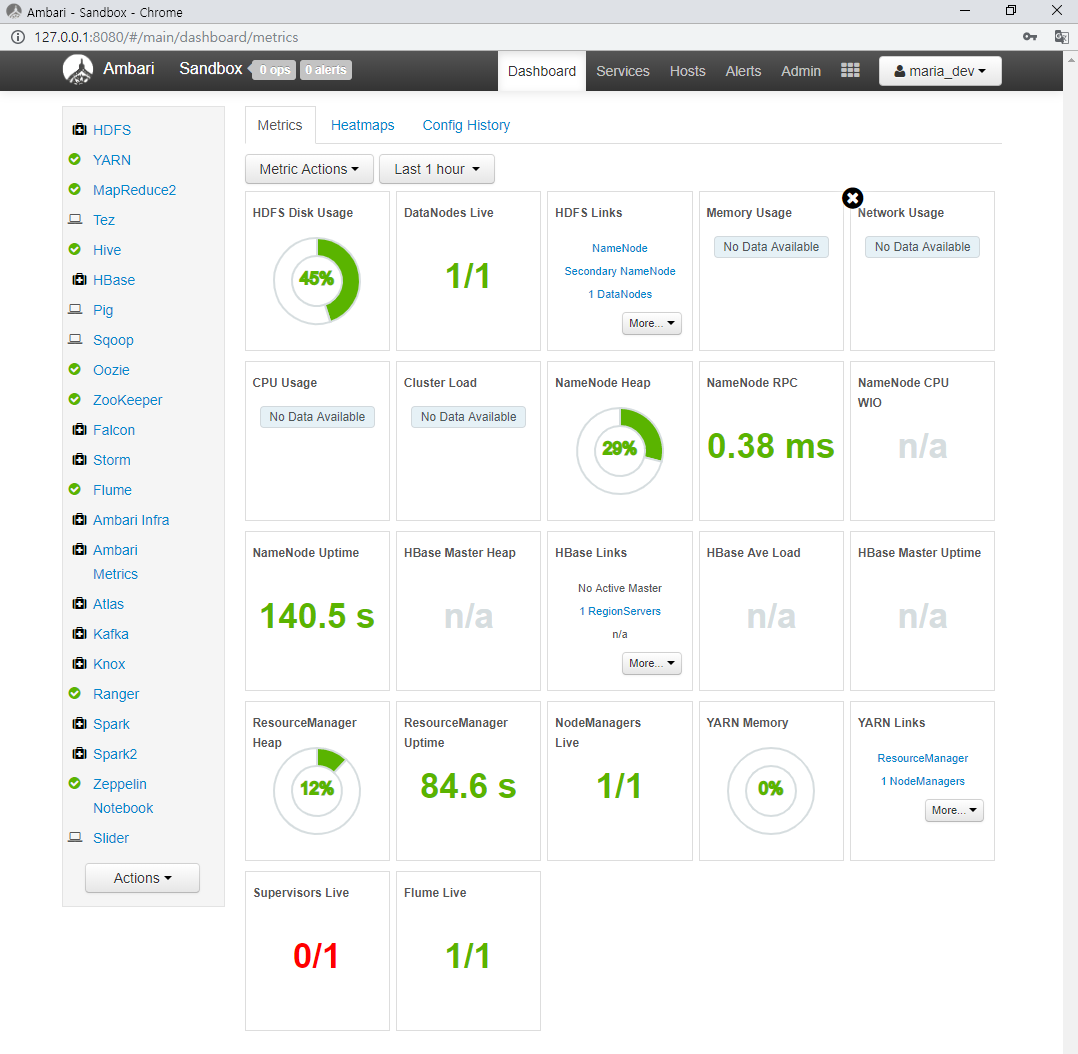 Ambari - Sandbox - Chrome
127.0.0.1:8080/#/main/dashboard/metrics
Ambari Sandbox 0 ops 0 alerts Dashboard Services Hosts Alerts Admin maria_dev
HDFS
YARN
MapReduce2
Tez
Hive
HBase
Pig
Sqoop
Oozie
ZooKeeper
Falcon
Storm
Flume
Ambari Infra
Ambari
Metrics
Atlas
Kafka
Knox
Ranger
Spark
Spark2
Zeppelin
Notebook
Slider
Actions
Metrics Heatmaps Config History
Metric Actions Last 1 hour
HDFS Disk Usage
45%
DataNodes Live
1/1
HDFS Links
NameNode
Secondary NameNode
1 DataNodes
More...
Memory Usage
No Data Available
Network Usage
No Data Available
CPU Usage
No Data Available
Cluster Load
No Data Available
NameNode Heap
29%
NameNode RPC
0.38 ms
NameNode CPU
WIO
n/a
NameNode Uptime
140.5 s
HBase Master Heap
n/a
HBase Links
No Active Master
1 RegionServers
n/a
More...
HBase Ave Load
n/a
HBase Master Uptime
n/a
ResourceManager
Heap
12%
ResourceManager
Uptime
84.6 s
NodeManagers
Live
1/1
YARN Memory
0%
YARN Links
ResourceManager
1 NodeManagers
More...
Supervisors Live
0/1
Flume Live
1/1